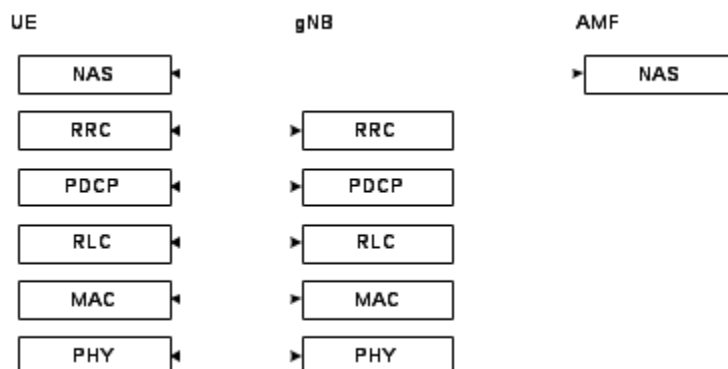 UE gNB AMF
NAS NAS
RRC RRC
PDCP PDCP
RLC RLC
MAC MAC
PHY PHY